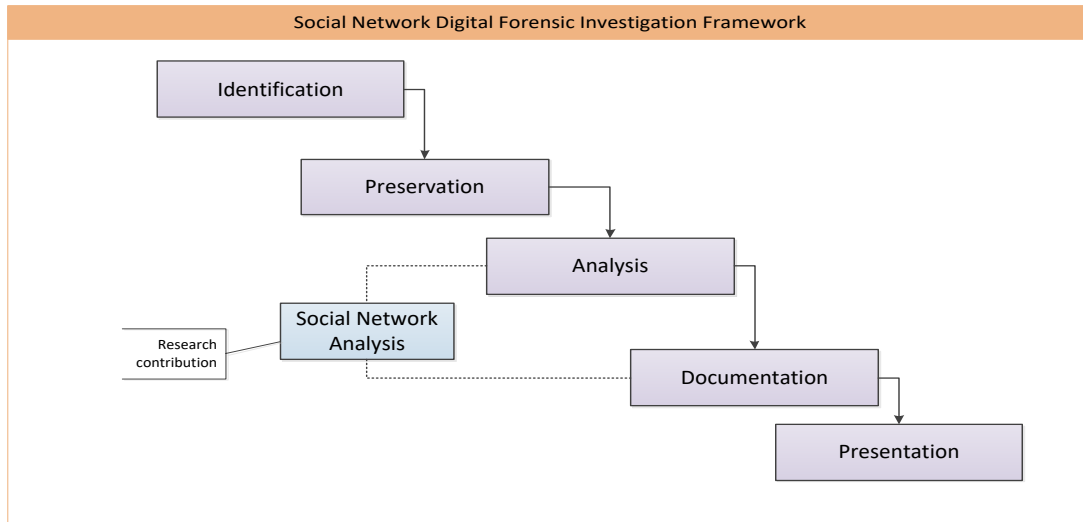 Social Network Digital Forensic Investigation Framework
Identification
Preservation
Analysis
Social Network
Analysis
Research
contribution
Documentation
Presentation